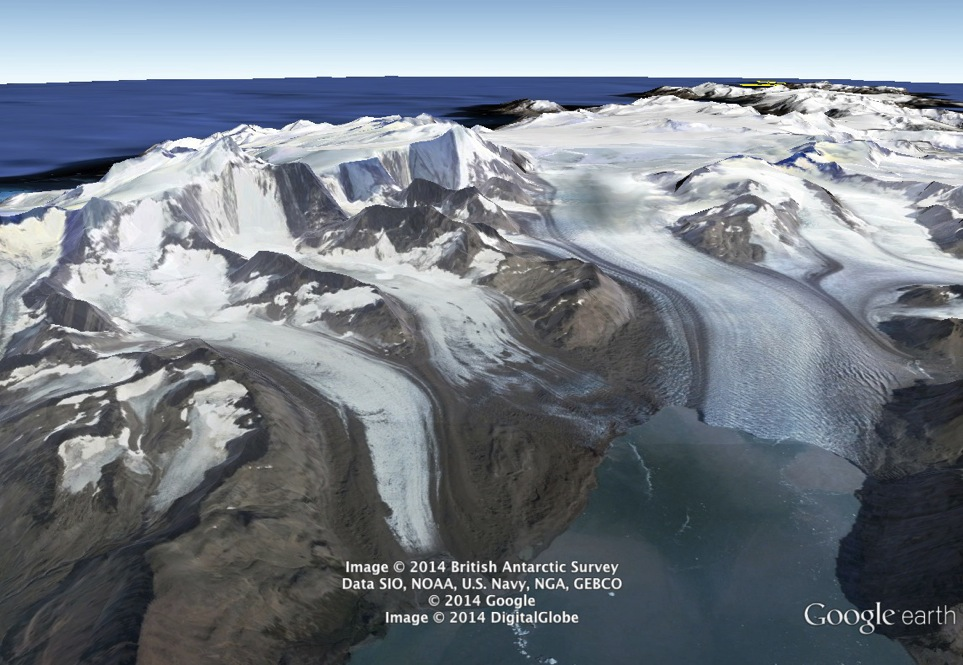 Image © 2014 British Antarctic Survey
Data SIO, NOAA, U.S. Navy, NGA, GEBCO
© 2014 Google
Image © 2014 DigitalGlobe
Google earth